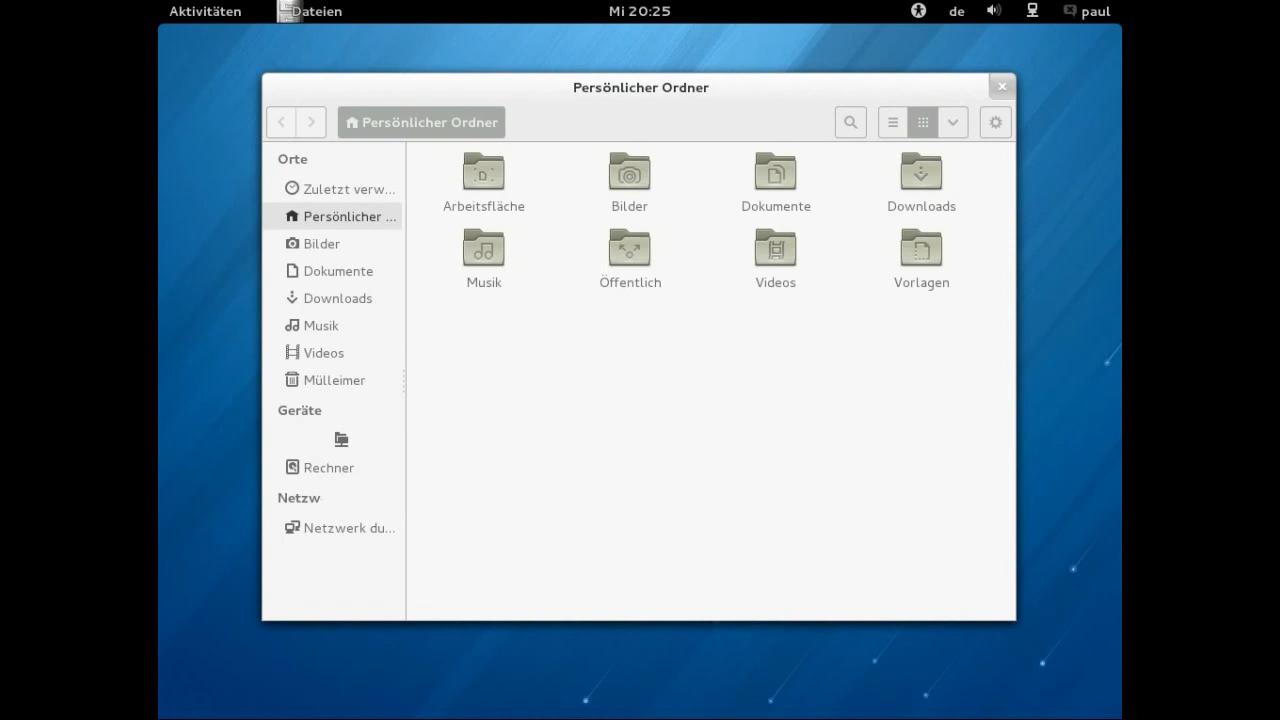 Aktivitäten Dateien Mi 20:25 de paul
Persönlicher Ordner
Persönlicher Ordner
Orte
Zuletzt verw...
Persönlicher ...
Bilder
Dokumente
Downloads
Musik
Videos
Mülleimer
Geräte
Rechner
Netzw
Netzwerk du...
Arbeitsfläche Bilder Dokumente Downloads
Musik Öffentlich Videos Vorlagen